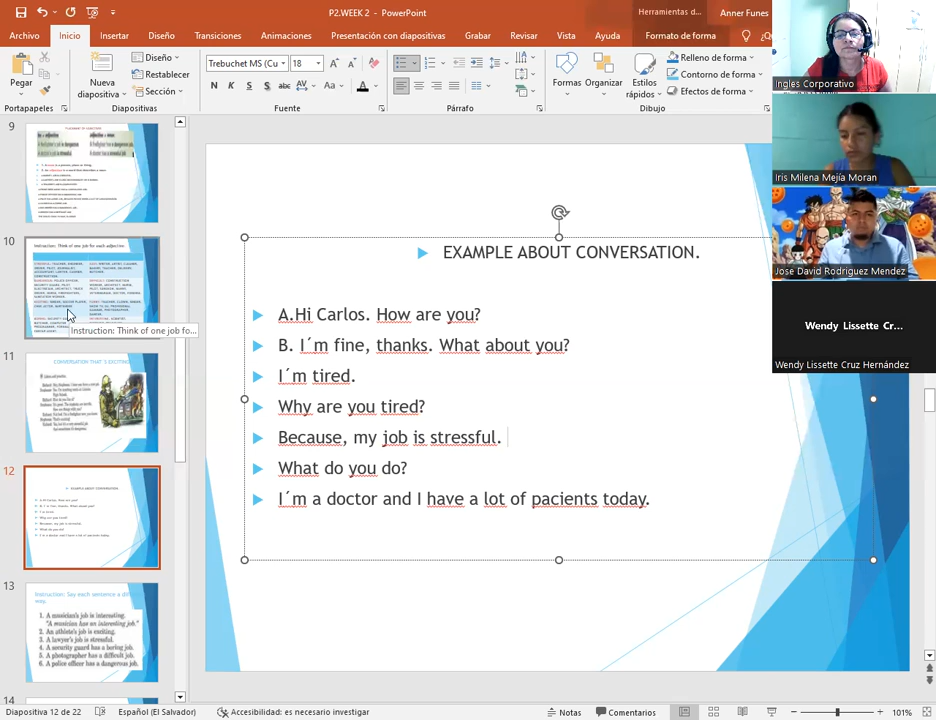 P2.WEEK 2 - PowerPoint
Herramientas d...
Anner Funes
Archivo
Inicio
Insertar
Diseño
Transiciones
Animaciones
Presentación con diapositivas
Grabar
Revisar
Vista
Ayuda
Formato de forma
Pegar
Nueva
diapositiva
Diseño
Restablecer
Sección
Trebuchet MS (Cu
18
N K S S abc AV Aa A
Formas
Organizar
Estilos
rápidos
Relleno de forma
Contorno de forma
Efectos de forma
Portapapeles
Diapositivas
Fuente
Párrafo
Dibujo
Ingles Corporativo
Iris Milena Mejía Moran
Jose David Rodriguez Mendez
Wendy Lissette Cr...
Wendy Lissette Cruz Hernández
9
10
Instruction: Think of one job for each adjective.
Instruction: Think of one job fo...
11
CONVERSATION THAT´S EXCITING
12
EXAMPLE ABOUT CONVERSATION.
13
Instruction: Say each sentence a different
way.
1. A musician's job is interesting.
"A musician has an interesting job."
2. An athlete's job is exciting.
3. A lawyer's job is stressful.
4. A security guard has a boring job.
5. A photographer has a difficult job.
6. A police officer has a dangerous job.
14
EXAMPLE ABOUT CONVERSATION.
A.Hi Carlos. How are you?
B. I´m fine, thanks. What about you?
I´m tired.
Why are you tired?
Because, my job is stressful.
What do you do?
I´m a doctor and I have a lot of pacients today.
Diapositiva 12 de 22
Español (El Salvador)
Accesibilidad: es necesario investigar
Notas
Comentarios
101%